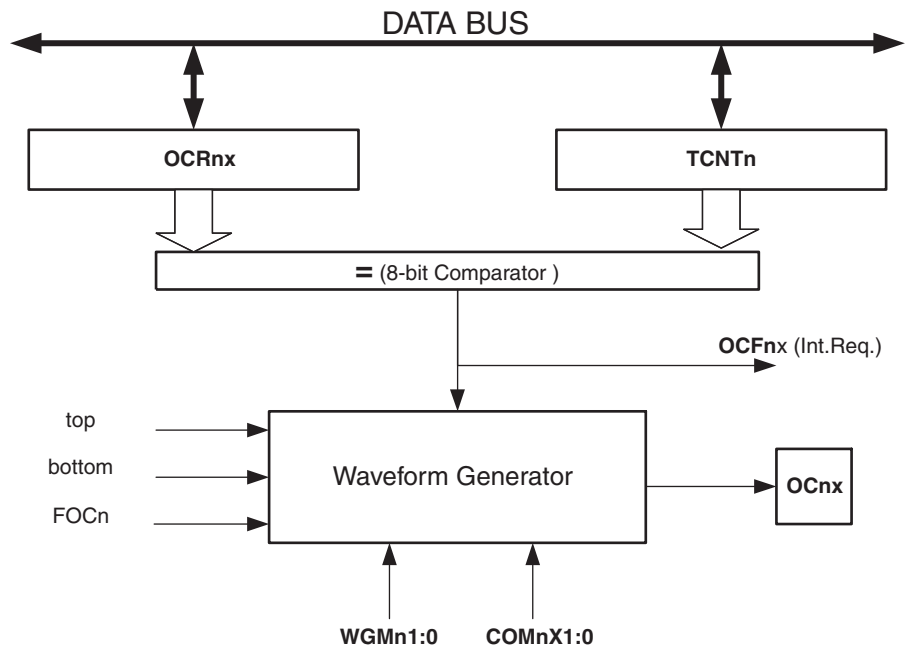 DATA BUS
OCRnx
TCNTn
= (8-bit Comparator )
OCFnx (Int.Req.)
top
bottom
FOCn
Waveform Generator
OCnx
WGMn1:0
COMnX1:0